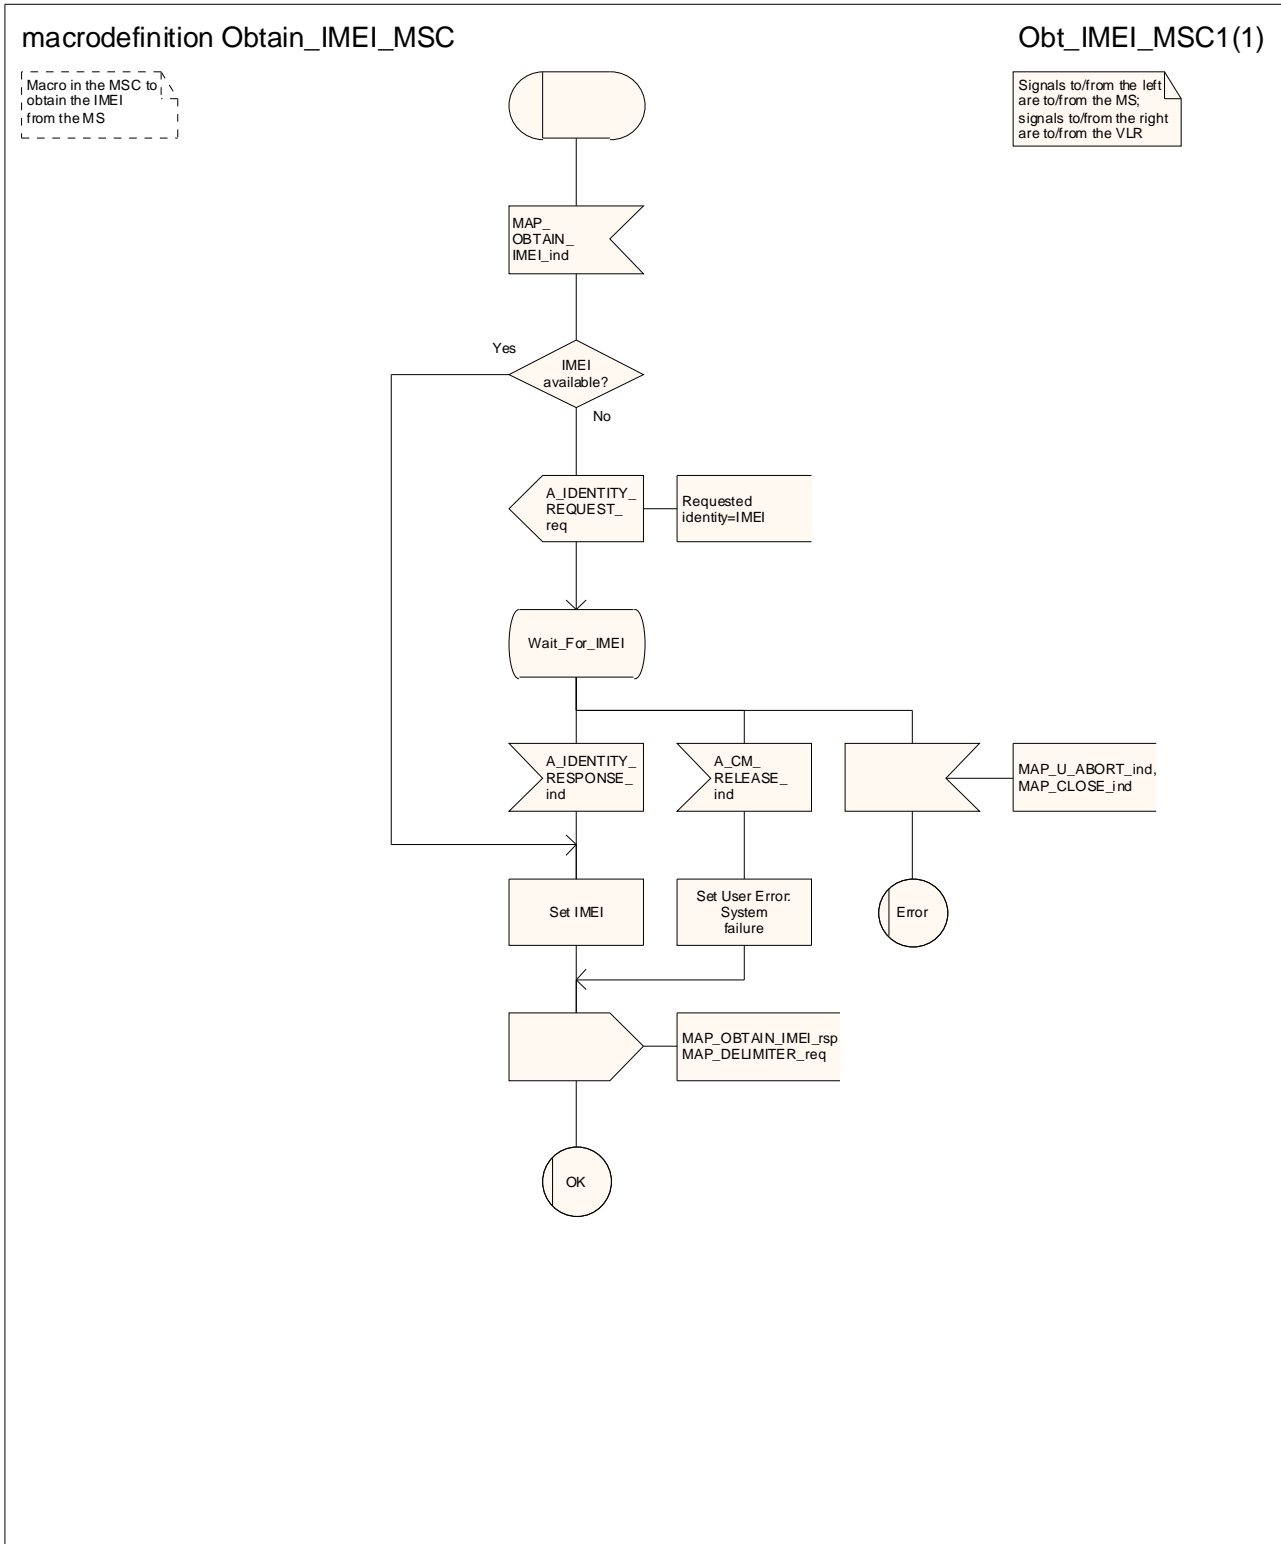 macrodefinition Obtain_IMEI_MSC
Obt_IMEI_MSC1(1)
Macro in the MSC to
obtain the IMEI
from the MS
Signals to/from the left
are to/from the MS;
signals to/from the right
are to/from the VLR
MAP_
OBTAIN_
IMEI_ind
Yes
IMEI
available?
No
A_IDENTITY_
REQUEST_
req
Requested
identity=IMEI
Wait_For_IMEI
A_IDENTITY_
RESPONSE_
ind
A_CM_
RELEASE_
ind
MAP_U_ABORT_ind,
MAP_CLOSE_ind
Set IMEI
Set User Error:
System
failure
Error
MAP_OBTAIN_IMEI_rsp
MAP_DELIMITER_req
OK